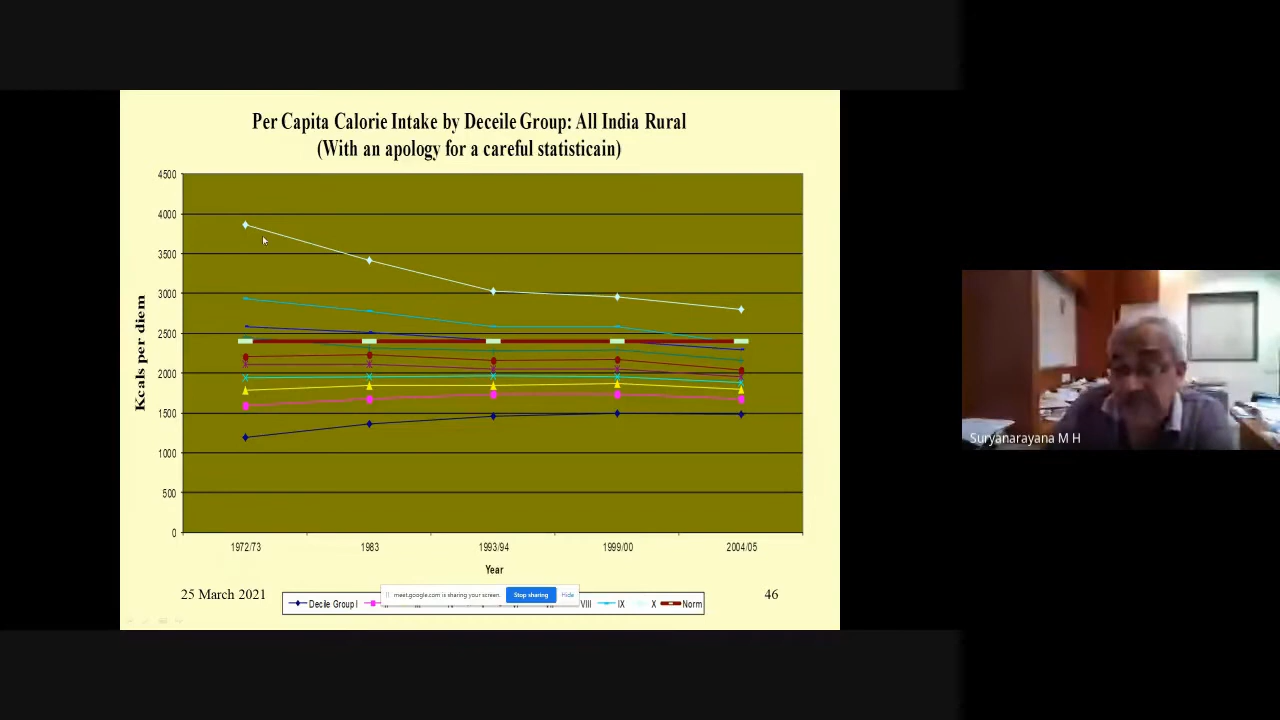 Per Capita Calorie Intake by Deceile Group: All India Rural
(With an apology for a careful statisticain)
4500
4000
3500
3000
2500
2000
1500
1000
500
0
Kcals per diem
1972/73 1983 1993/94 1999/00 2004/05
Year
25 March 2021
meet.google.com is sharing your screen. Stop sharing Hide
46
Decile Group I VIII IX X Norm
Suryanarayana M H